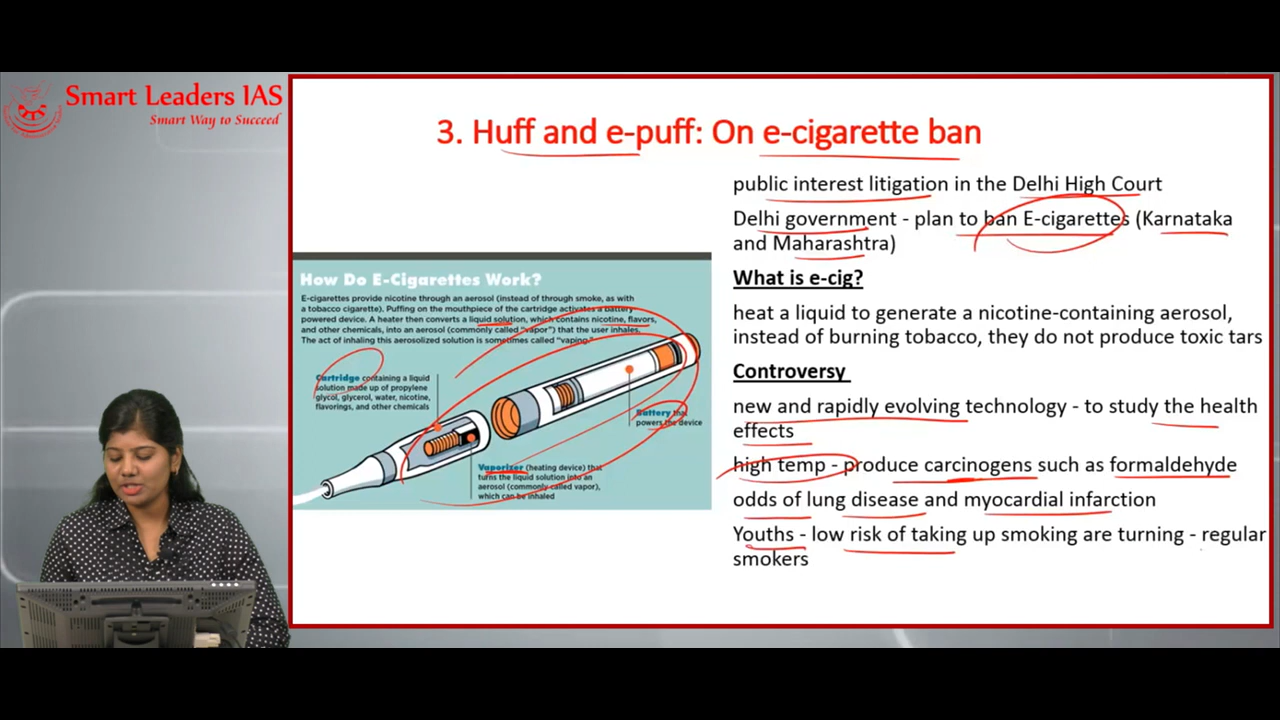 Smart Leaders IAS
Smart Way to Succeed
3. Huff and e-puff: On e-cigarette ban
How Do E-Cigarettes Work?
E-cigarettes provide nicotine through an aerosol (instead of through smoke, as with
a tobacco cigarette). Puffing on the mouthpiece of the cartridge activates a battery-
powered device. A heater then converts a liquid solution, which contains nicotine, flavors,
and other chemicals, into an aerosol (commonly called "vapor") that the user inhales.
The act of inhaling this aerosolized solution is sometimes called "vaping."
Cartridge containing a liquid
solution made up of propylene
glycol, glycerol, water, nicotine,
flavorings, and other chemicals
Battery that
powers the device
Vaporizer (heating device) that
turns the liquid solution into an
aerosol (commonly called vapor),
which can be inhaled
public interest litigation in the Delhi High Court
Delhi government - plan to ban E-cigarettes (Karnataka
and Maharashtra)
What is e-cig?
heat a liquid to generate a nicotine-containing aerosol,
instead of burning tobacco, they do not produce toxic tars
Controversy
new and rapidly evolving technology - to study the health
effects
high temp - produce carcinogens such as formaldehyde
odds of lung disease and myocardial infarction
Youths - low risk of taking up smoking are turning - regular
smokers